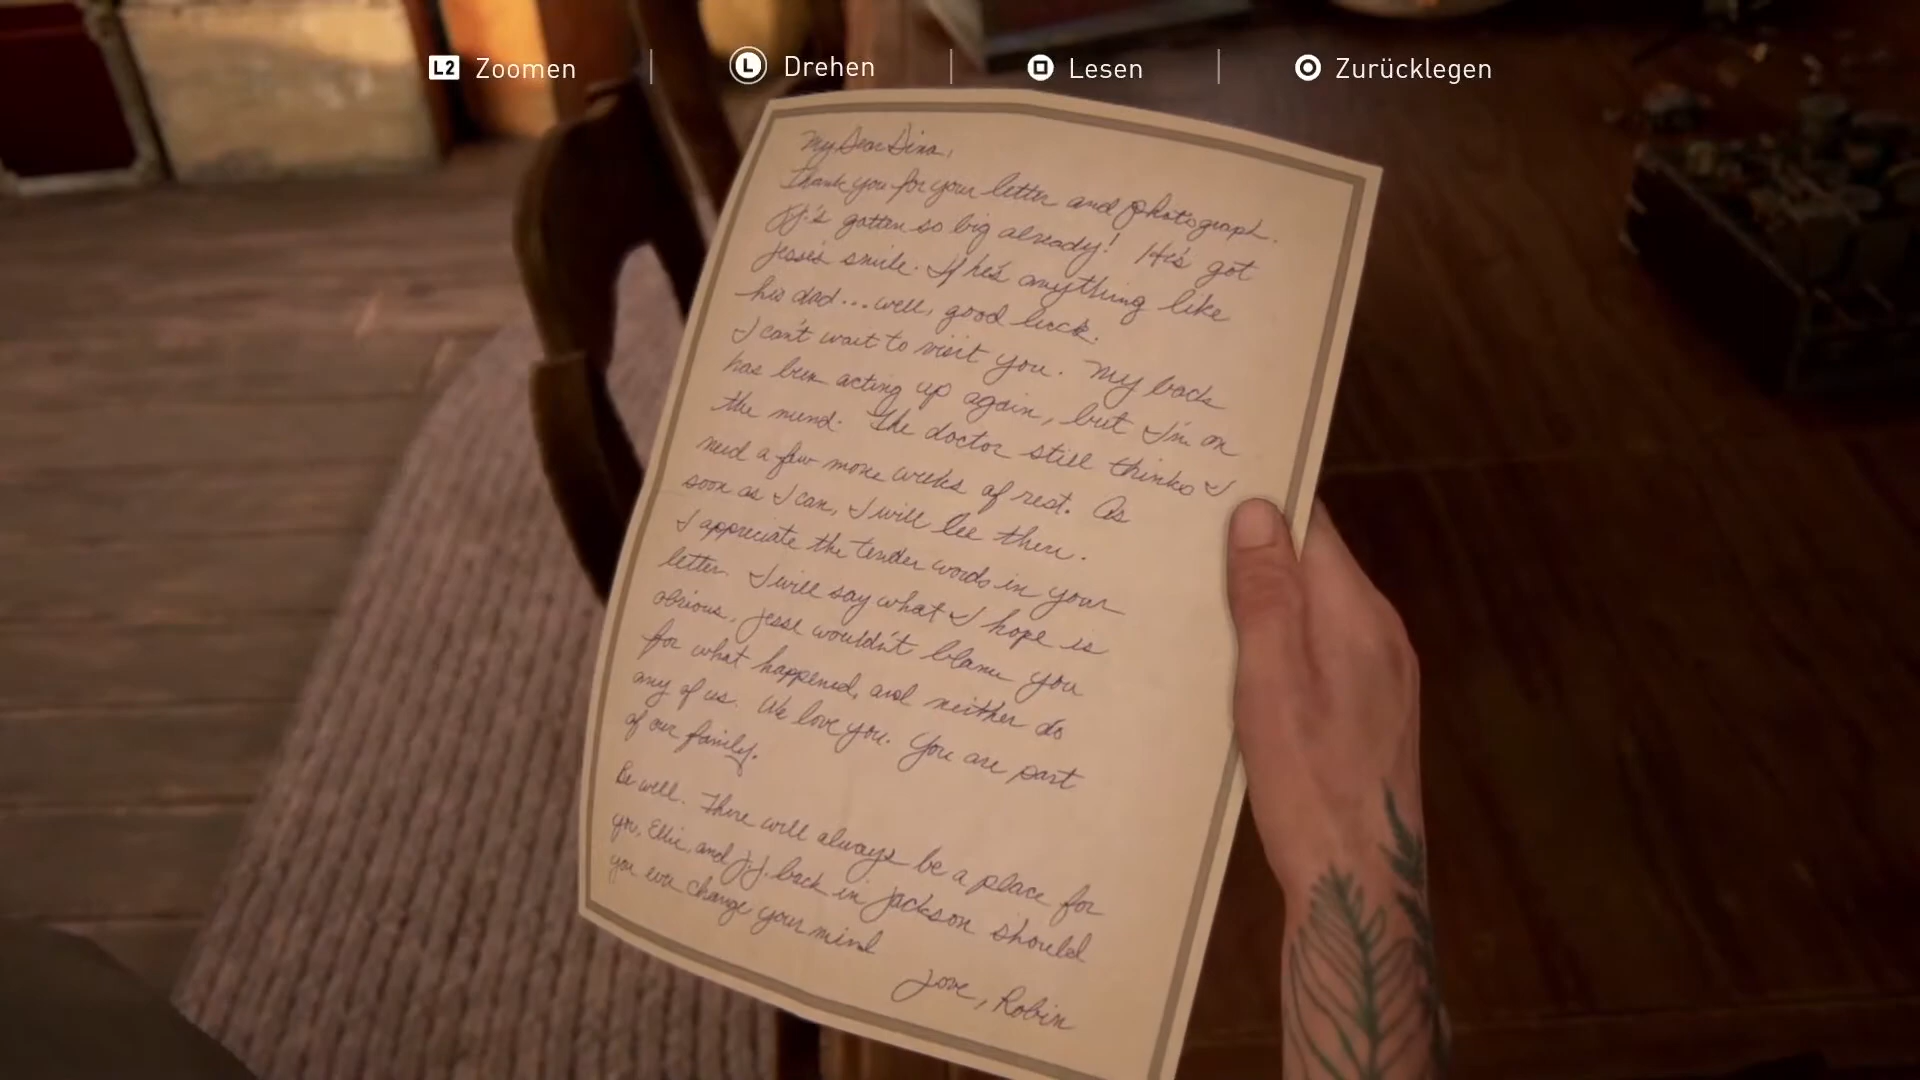 L2 Zoomen | L Drehen | Lesen | Zurücklegen
My Dear Dina,
Thank you for your letter and photograph.
JJ's gotten so big already! He's got
Jesse's smile. If he's anything like
his dad... well, good luck.
I can't wait to visit you. My back
has been acting up again, but I'm on
the mend. The doctor still thinks I
need a few more weeks of rest. As
soon as I can, I will be there.
I appreciate the tender words in your
letter. I will say what I hope is
obvious, Jesse wouldn't blame you
for what happened, and neither do
any of us. We love you. You are part
of our family.
Be well. There will always be a place for
you, Ellie, and J.J. back in Jackson should
you ever change your mind
Love, Robin